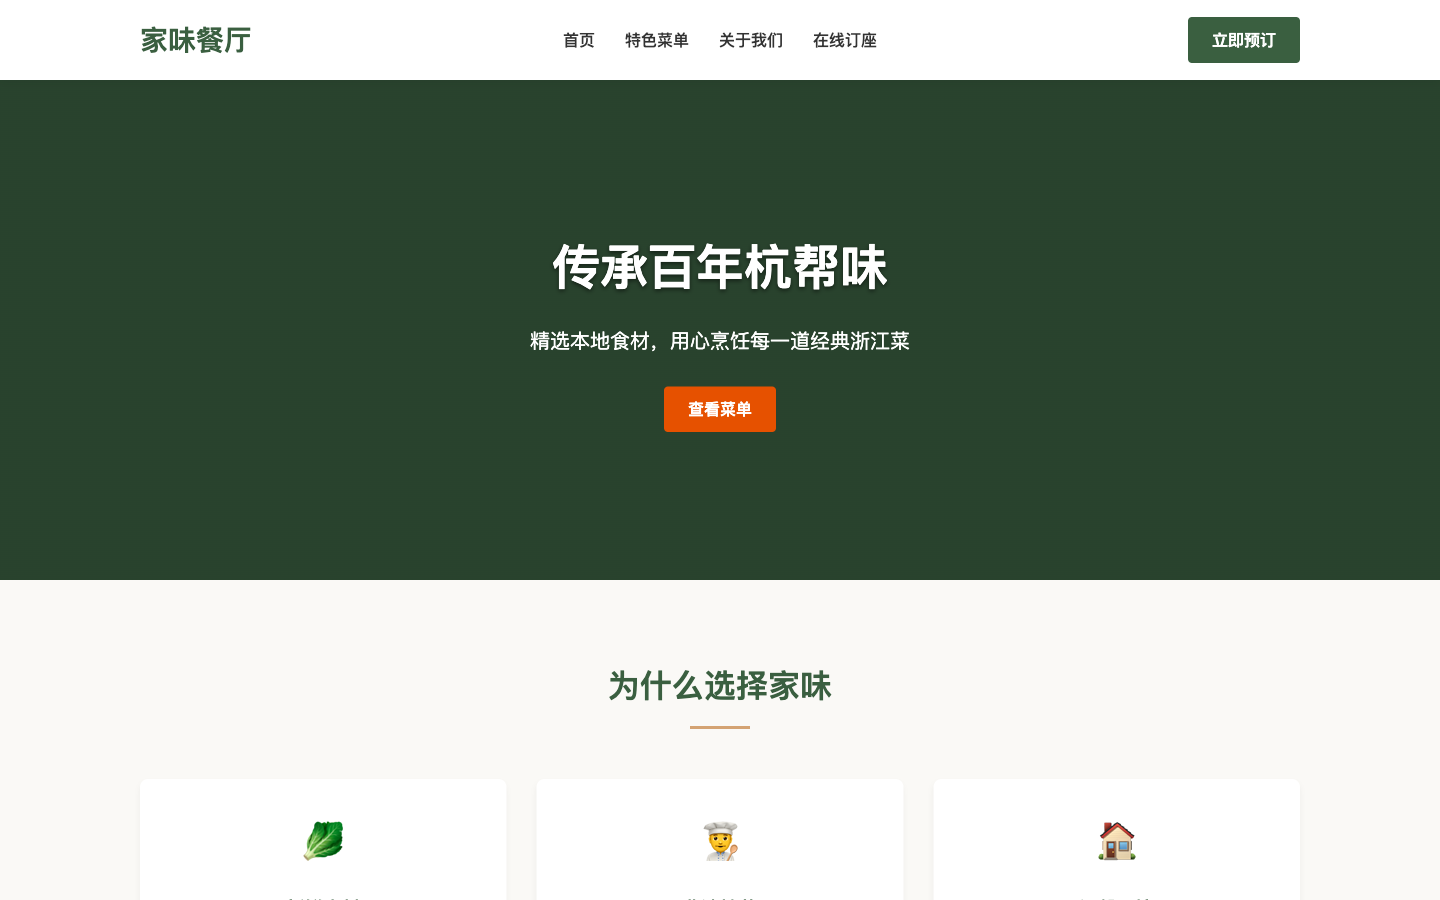 家味餐厅
首页
特色菜单
关于我们
在线订座
立即预订
传承百年杭帮味
精选本地食材，用心烹饪每一道经典浙江菜
查看菜单
为什么选择家味